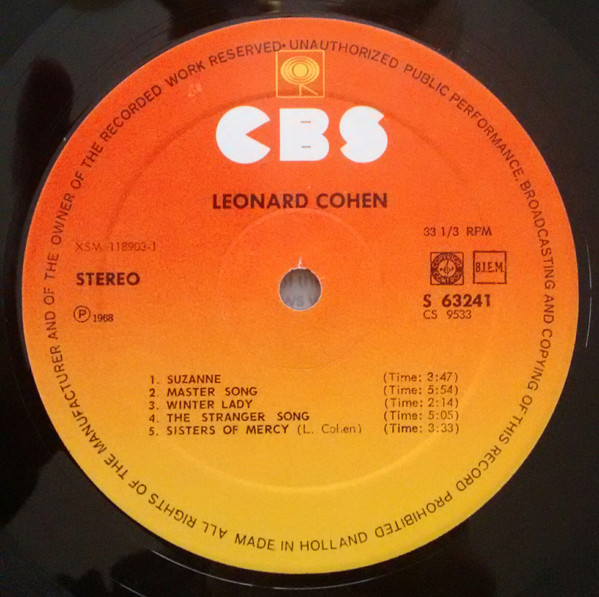 ALL RIGHTS OF THE MANUFACTURER AND OF THE OWNER OF THE RECORDED WORK RESERVED· UNAUTHORIZED PUBLIC PERFORMANCE, BROADCASTING AND COPYING OF THIS RECORD PROHIBITED
CBS
LEONARD COHEN
XSM 118903-1
33 1/3 RPM
STEREO
B.I.E.M.
S 63241
CS 9533
Ⓟ 1968
1. SUZANNE (Time: 3:47)
2. MASTER SONG (Time: 5:54)
3. WINTER LADY (Time: 2:14)
4. THE STRANGER SONG (Time: 5:05)
5. SISTERS OF MERCY (L. Cohen) (Time: 3:33)
MADE IN HOLLAND